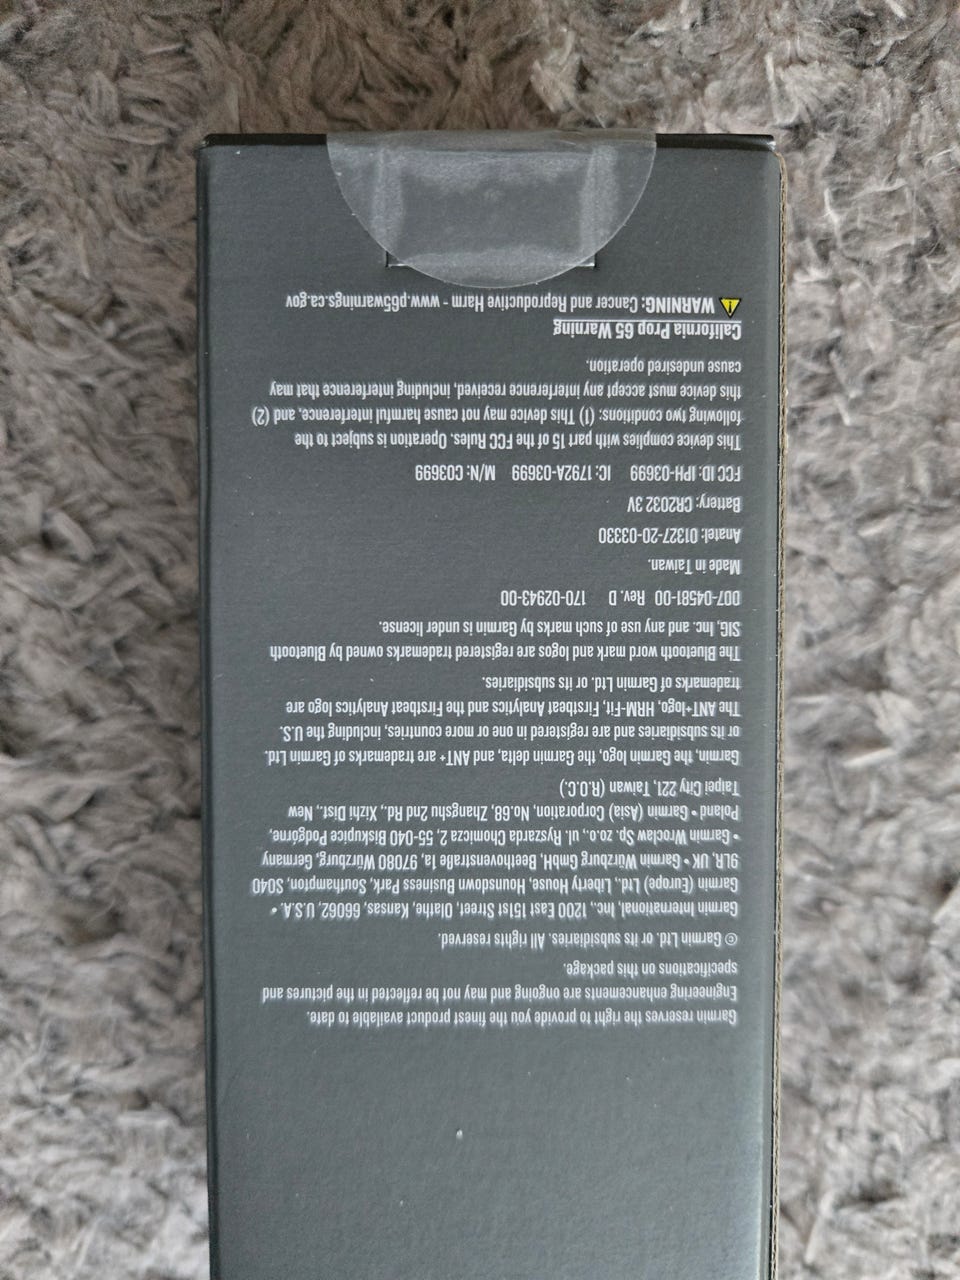 Garmin reserves the right to provide you the finest product available to date.
Engineering enhancements are ongoing and may not be reflected in the pictures and
specifications on this package.
© Garmin Ltd. or its subsidiaries. All rights reserved.
Garmin International, Inc., 1200 East 151st Street, Olathe, Kansas, 66062, U.S.A. •
Garmin (Europe) Ltd., Liberty House, Hounsdown Business Park, Southampton, SO40
9LR, UK • Garmin Würzburg GmbH, Beethovenstraße 1a, 97080 Würzburg, Germany
• Garmin Wrocław Sp. zo.o., ul. Ryszarda Chomicza 2, 55-040 Biskupice Podgórne,
Poland • Garmin (Asia) Corporation, No.68, Zhangshu 2nd Rd., Xizhi Dist., New
Taipei City 221, Taiwan (R.O.C.)
Garmin, the Garmin logo, the Garmin delta, and ANT+ are trademarks of Garmin Ltd.
or its subsidiaries and are registered in one or more countries, including the U.S.
The ANT+logo, HRM-Fit, Firstbeat Analytics and the Firstbeat Analytics logo are
trademarks of Garmin Ltd. or its subsidiaries.
The Bluetooth word mark and logos are registered trademarks owned by Bluetooth
SIG, Inc. and any use of such marks by Garmin is under license.
D07-04581-00 Rev. D 170-02943-00
Made in Taiwan.
Anatel: 01327-20-03330
Battery: CR2032 3V
FCC ID: IPH-03699 IC: 1792A-03699 M/N: C03699
This device complies with part 15 of the FCC Rules. Operation is subject to the
following two conditions: (1) This device may not cause harmful interference, and (2)
this device must accept any interference received, including interference that may
cause undesired operation.
California Prop 65 Warning
WARNING: Cancer and Reproductive Harm - www.p65warnings.ca.gov